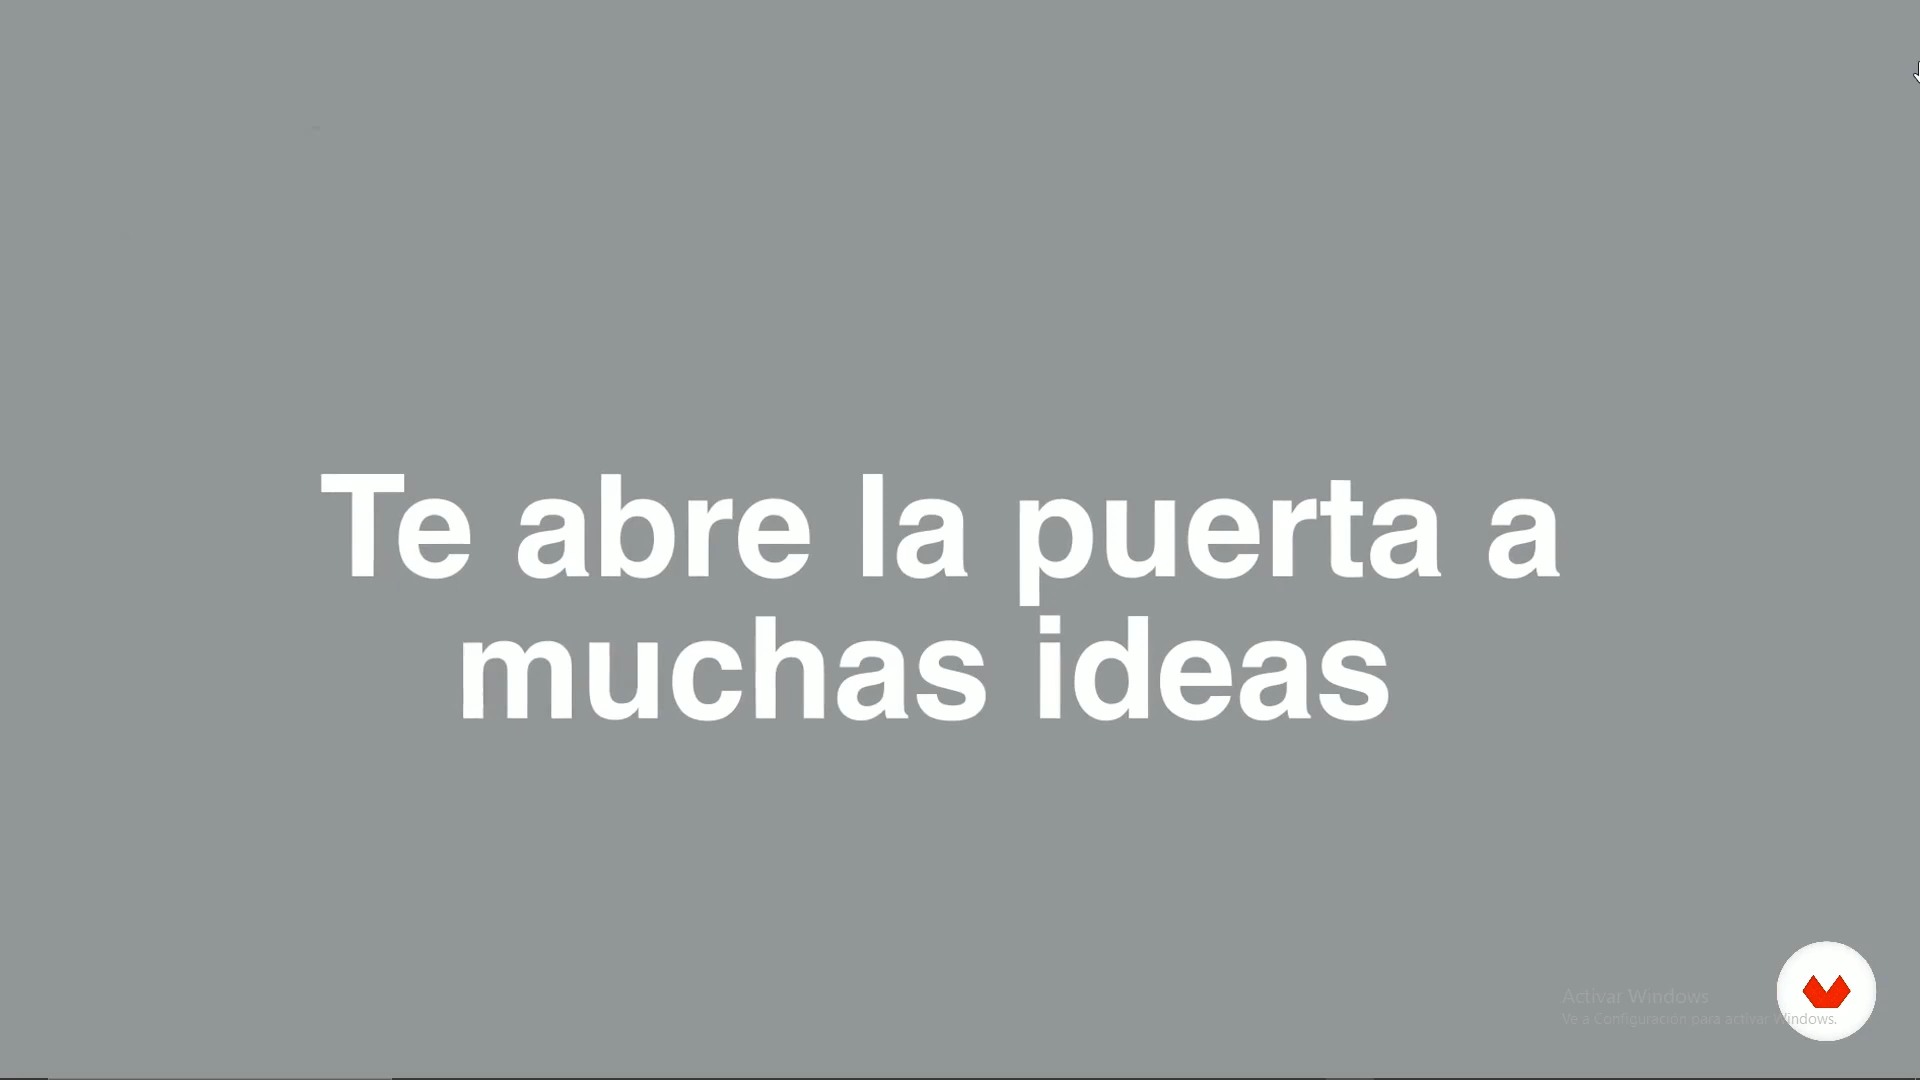 Te abre la puerta a
muchas ideas
Activar Windows
Ve a Configuración para activar Windows.